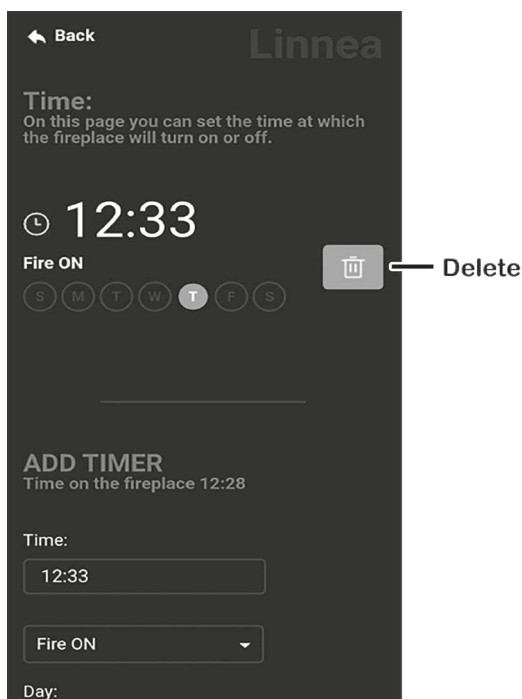 Back
Linnea
Time:
On this page you can set the time at which
the fireplace will turn on or off.
12:33
Fire ON
Delete
S M T W T F S
ADD TIMER
Time on the fireplace 12:28
Time:
12:33
Fire ON
Day: